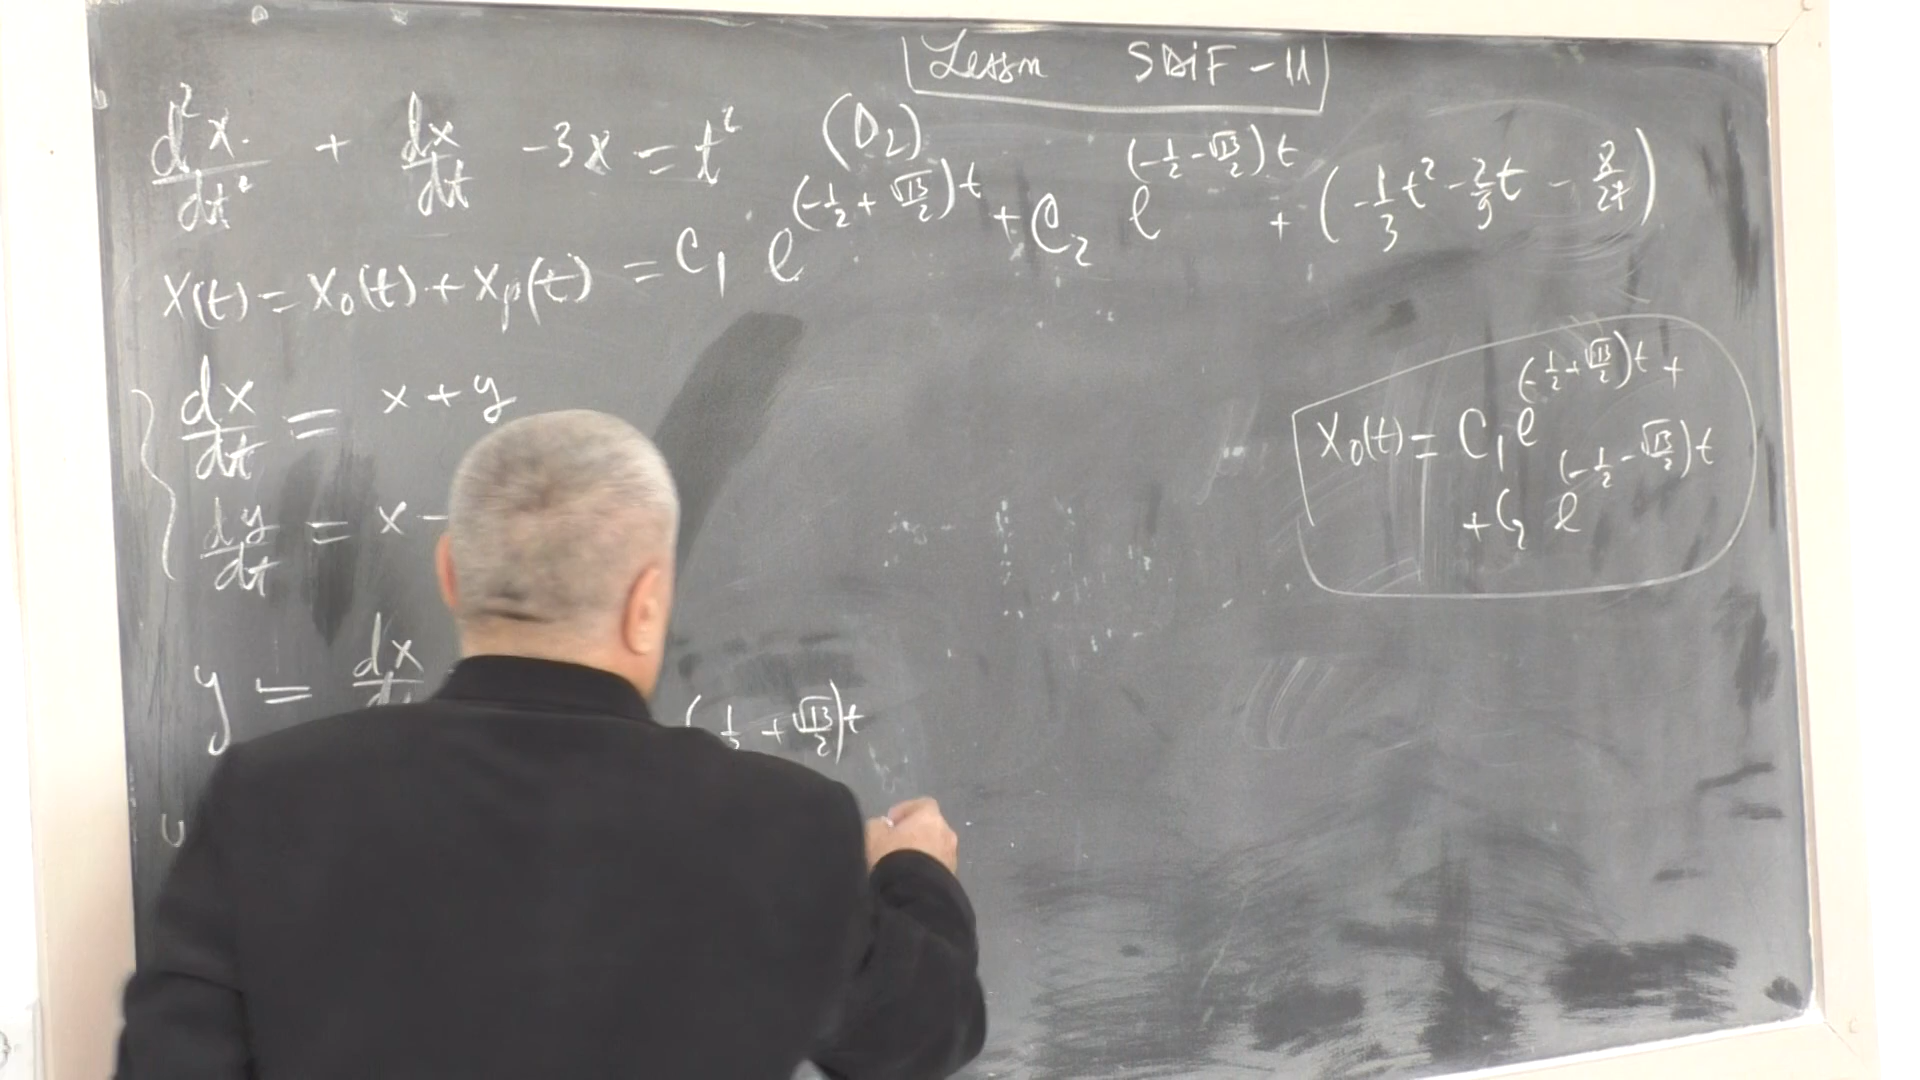 Lesson SDiF-11
d²x/dt² + dx/dt - 3x = t² (D₂)
x(t) = x₀(t) + xₚ(t) = C₁ e^(-1/2 + √13/2)t + C₂ e^(-1/2 - √13/2)t + (-1/3 t² - 2/9 t - 8/27)
dx/dt = x + y
dy/dt = x -
x₀(t) = C₁ e^(-1/2 + √13/2)t +
+ C₂ e^(-1/2 - √13/2)t
y = dx/dt
( 1/2 + √13/2)t